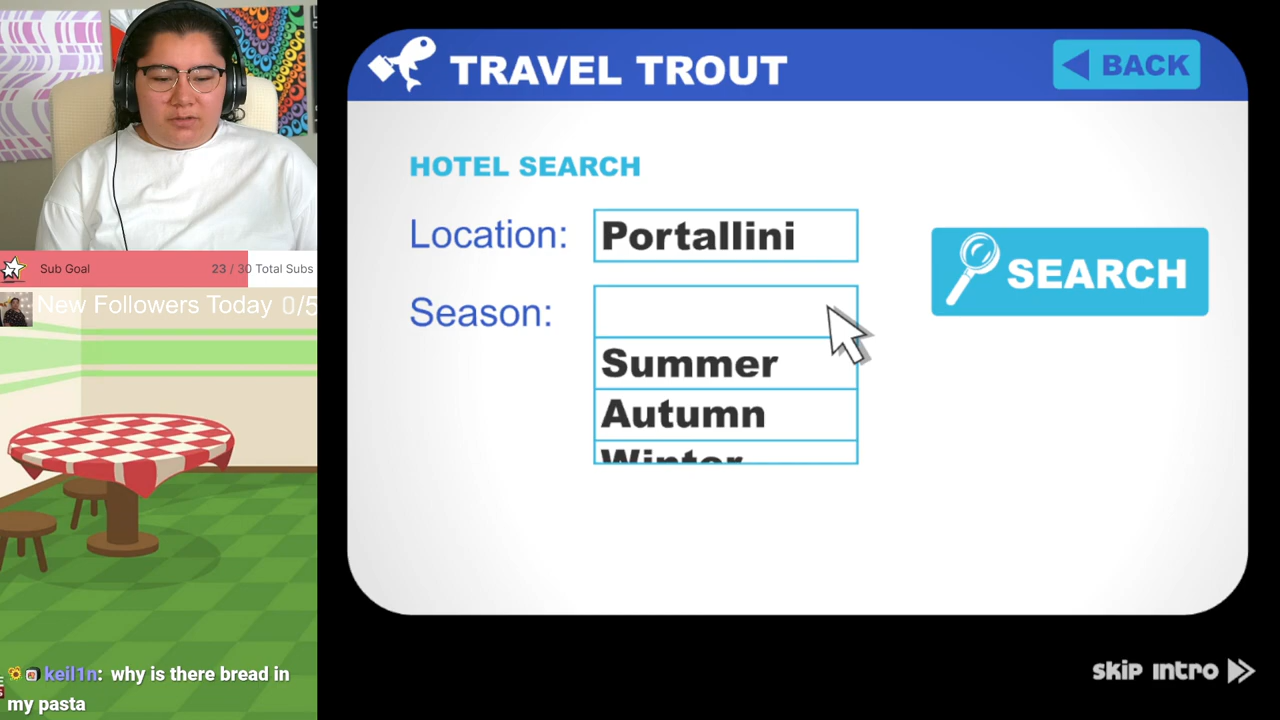 TRAVEL TROUT
BACK
HOTEL SEARCH
Location: Portallini
SEARCH
Season:
Summer
Autumn
Winter
Sub Goal 23 / 30 Total Subs
New Followers Today 0/5
keil1n: why is there bread in
my pasta
skip intro